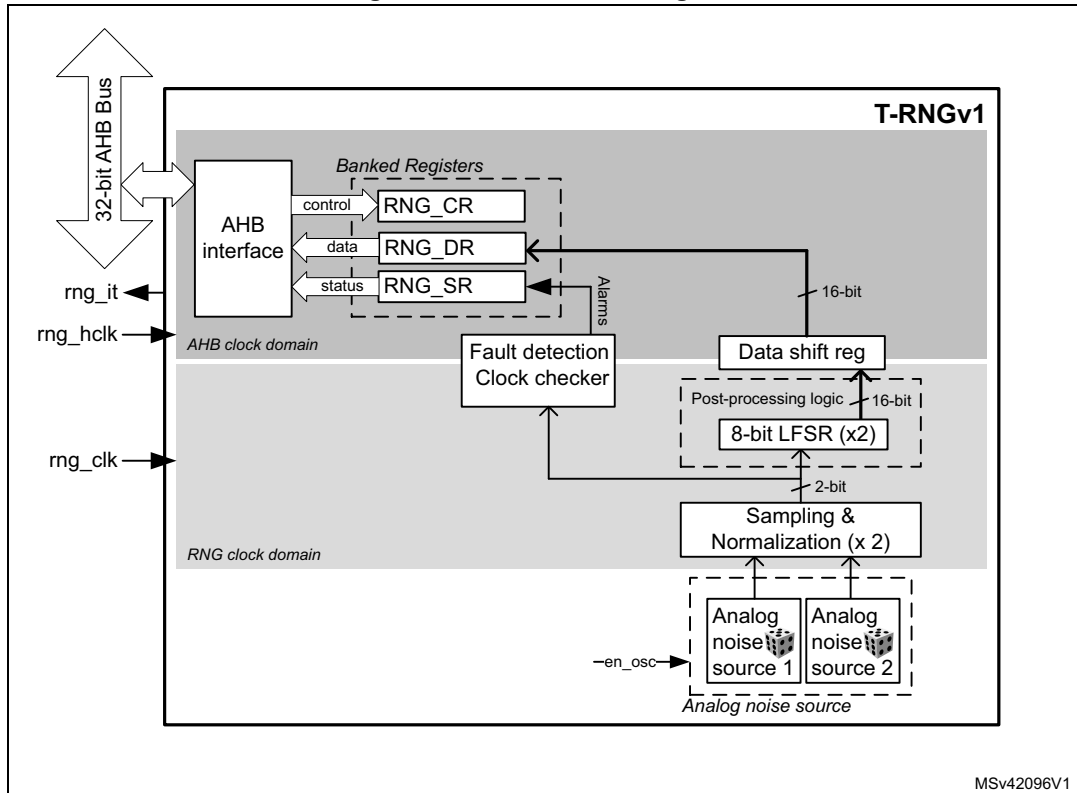 T-RNGv1
32-bit AHB Bus
Banked Registers
AHB
interface
control
RNG_CR
data
RNG_DR
status
RNG_SR
Alarms
16-bit
rng_it
rng_hclk
AHB clock domain
Fault detection
Clock checker
Data shift reg
Post-processing logic
16-bit
8-bit LFSR (x2)
rng_clk
2-bit
Sampling &
Normalization (x 2)
RNG clock domain
Analog
noise
source 1
Analog
noise
source 2
en_osc
Analog noise source
MSv42096V1